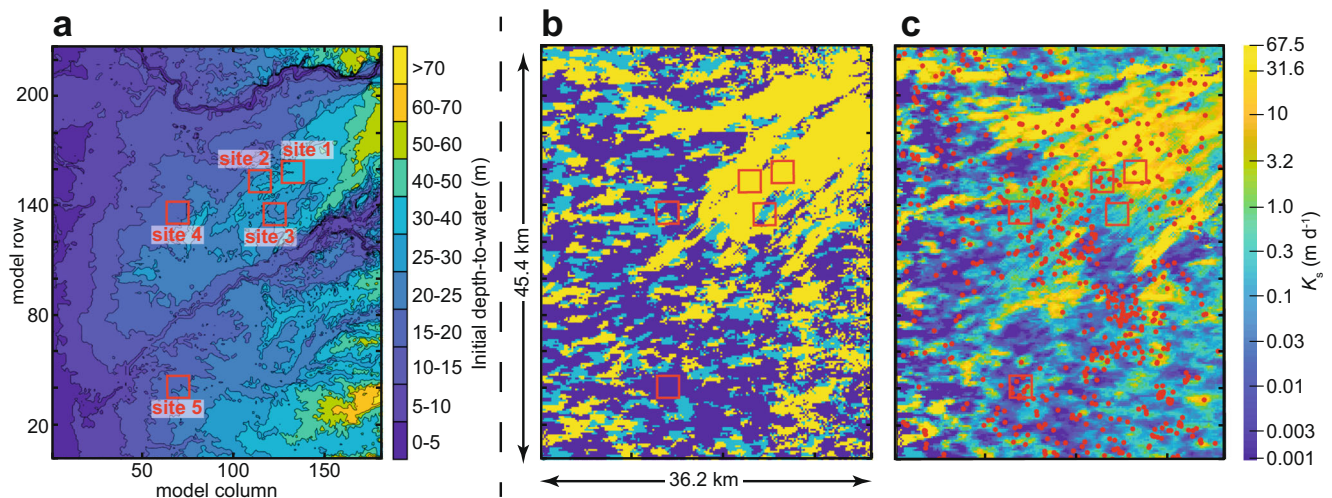 a
model row
200
140
80
20
50
100
150
model column
site 1
site 2
site 3
site 4
site 5
>70
60-70
50-60
40-50
30-40
25-30
20-25
15-20
10-15
5-10
0-5
Initial depth-to-water (m)
b
45.4 km
36.2 km
c
67.5
31.6
10
3.2
1.0
0.3
0.1
0.03
0.01
0.003
0.001
Ks (m d-1)